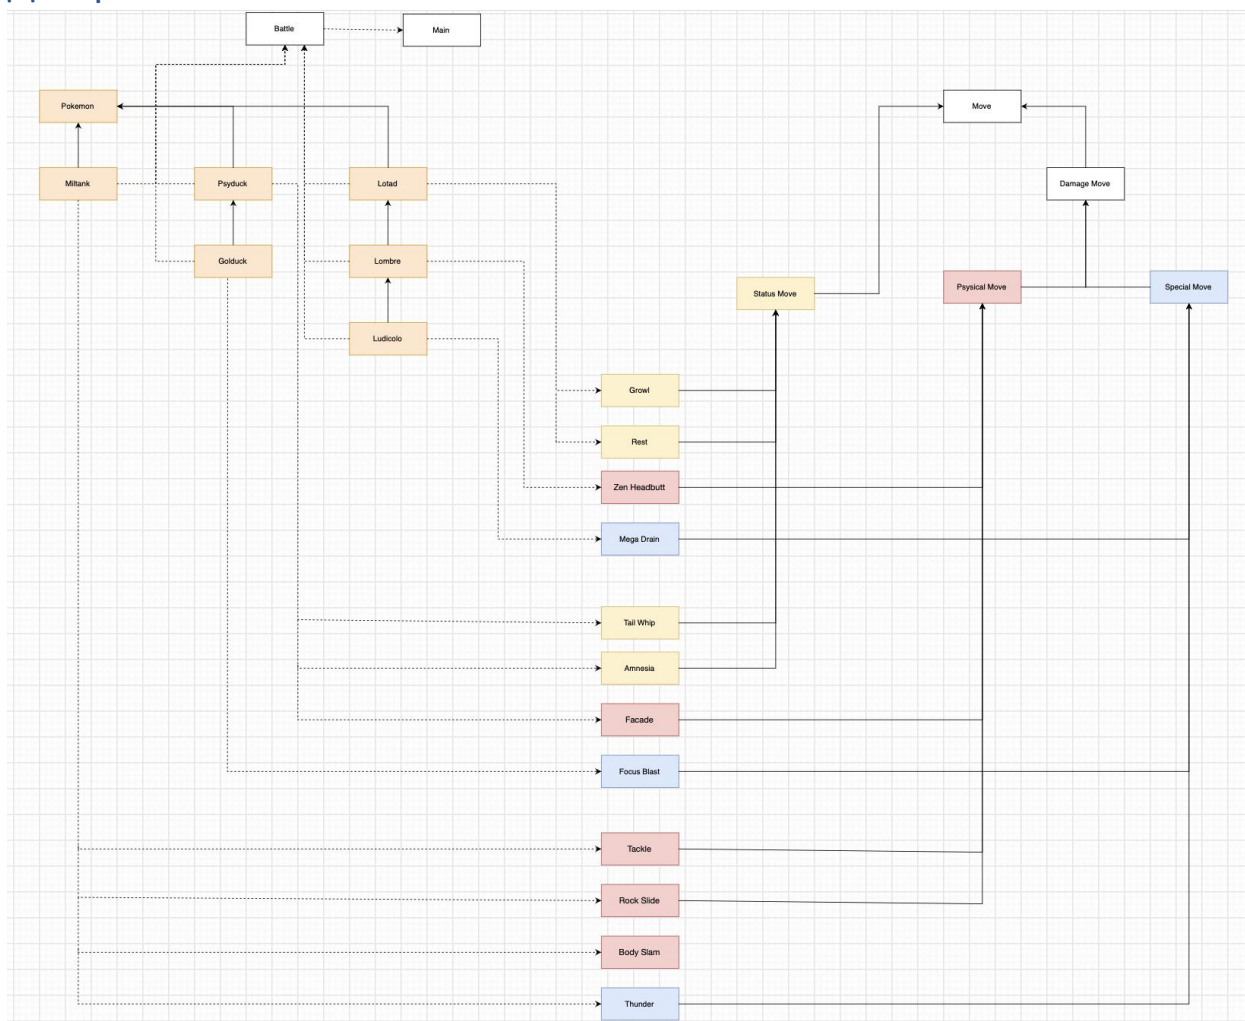 Battle
Main
Pokemon
Move
Miltank
Psyduck
Lotad
Damage Move
Golduck
Lombre
Status Move
Psysical Move
Special Move
Ludicolo
Growl
Rest
Zen Headbutt
Mega Drain
Tail Whip
Amnesia
Facade
Focus Blast
Tackle
Rock Slide
Body Slam
Thunder